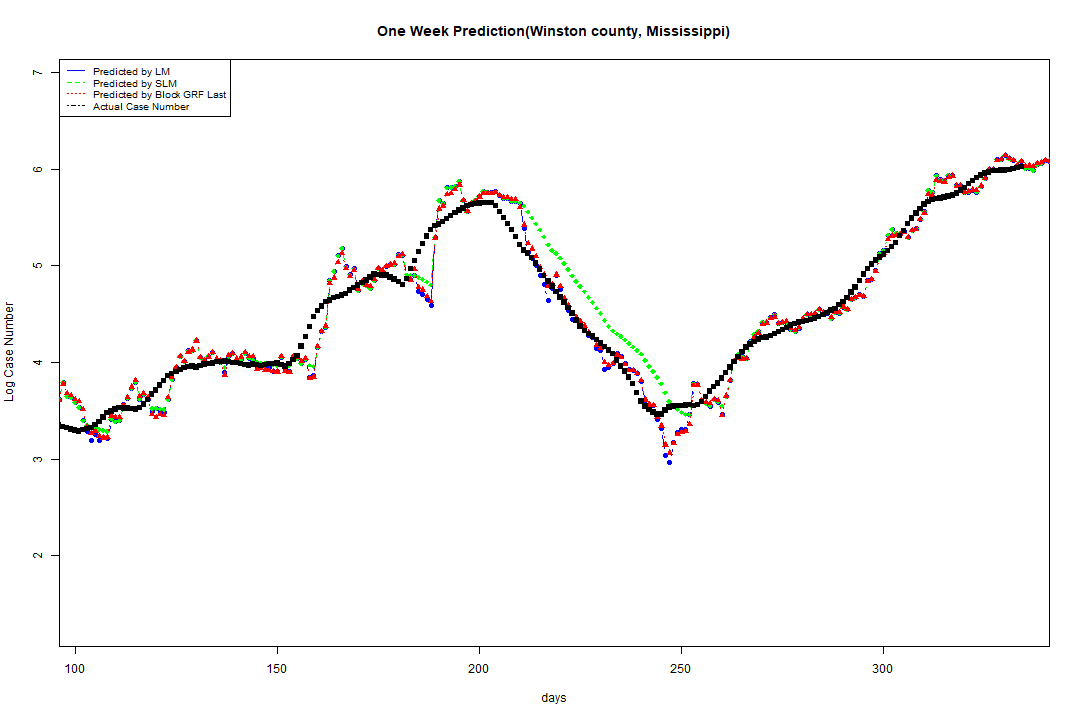 One Week Prediction(Winston county, Mississippi)
Predicted by LM
Predicted by SLM
Predicted by Block GRF Last
Actual Case Number
7
6
5
4
3
2
Log Case Number
100 150 200 250 300
days